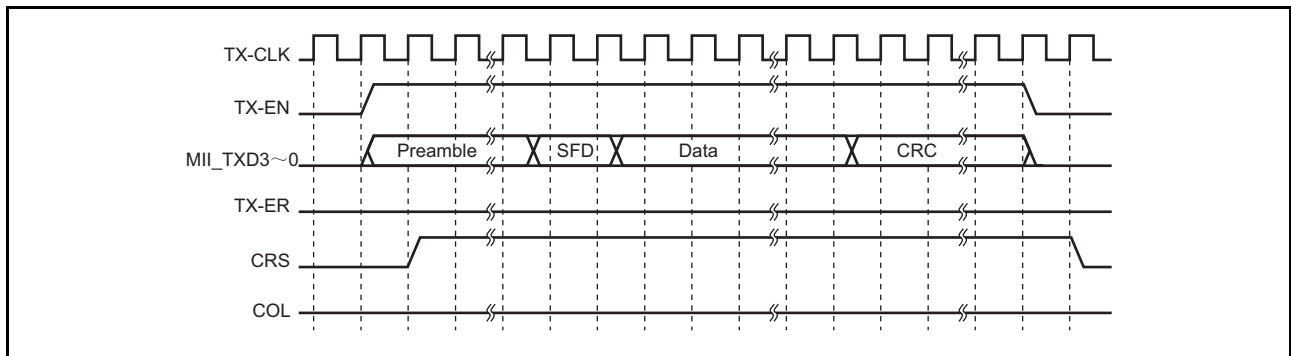 TX-CLK
TX-EN
MII_TXD3～0 Preamble SFD Data CRC
TX-ER
CRS
COL